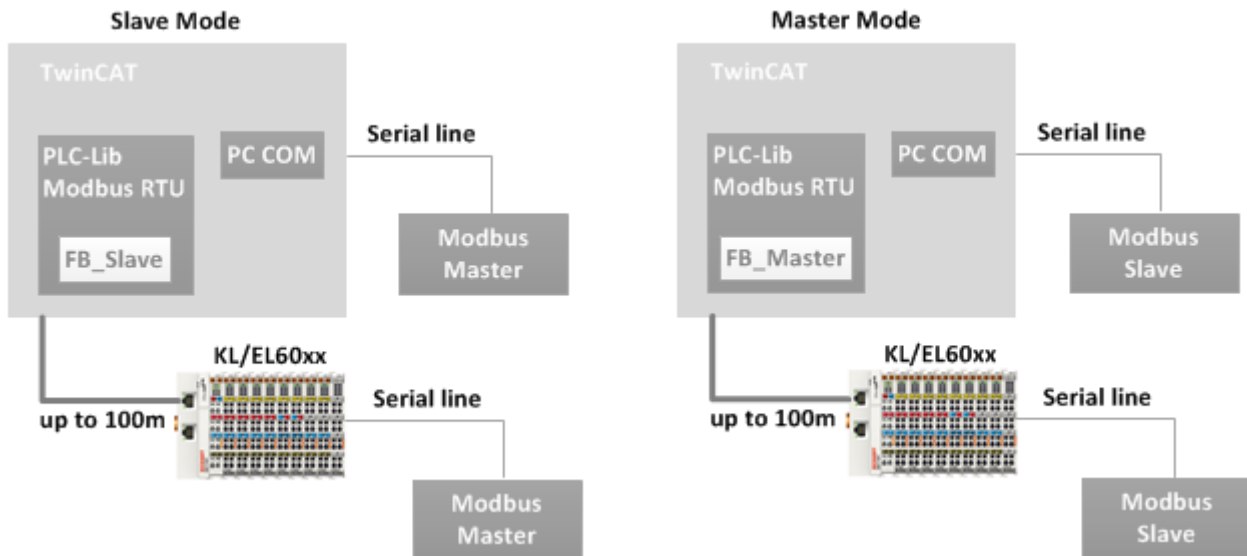 Slave Mode
TwinCAT
PLC-Lib
Modbus RTU
FB_Slave
PC COM
Serial line
Modbus
Master
KL/EL60xx
up to 100m
Serial line
Modbus
Master
Master Mode
TwinCAT
PLC-Lib
Modbus RTU
FB_Master
PC COM
Serial line
Modbus
Slave
KL/EL60xx
up to 100m
Serial line
Modbus
Slave